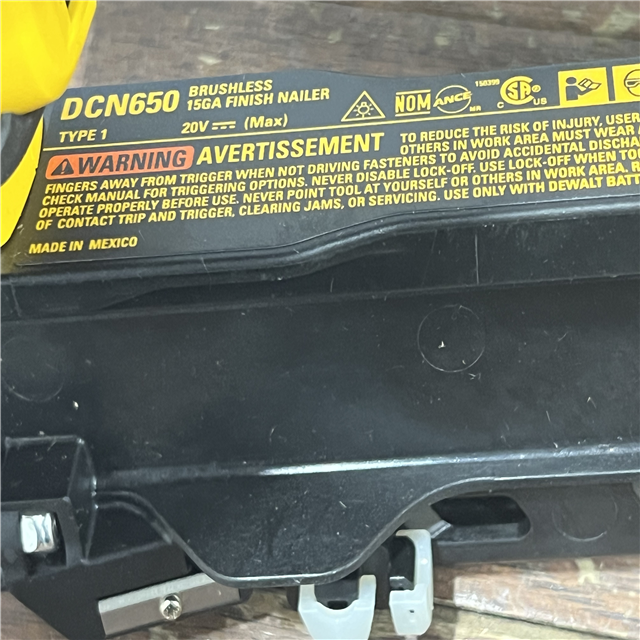 DCN650 BRUSHLESS
15GA FINISH NAILER
TYPE 1 20V (Max)
NOM ANCE MR
150399
C SA C US
WARNING AVERTISSEMENT
TO REDUCE THE RISK OF INJURY, USER
OTHERS IN WORK AREA MUST WEAR
FINGERS AWAY FROM TRIGGER WHEN NOT DRIVING FASTENERS TO AVOID ACCIDENTAL DISCHA
CHECK MANUAL FOR TRIGGERING OPTIONS. NEVER DISABLE LOCK-OFF. USE LOCK-OFF WHEN TO
OPERATE PROPERLY BEFORE USE. NEVER POINT TOOL AT YOURSELF OR OTHERS IN WORK AREA. R
OF CONTACT TRIP AND TRIGGER, CLEARING JAMS, OR SERVICING. USE ONLY WITH DEWALT BATT
MADE IN MEXICO